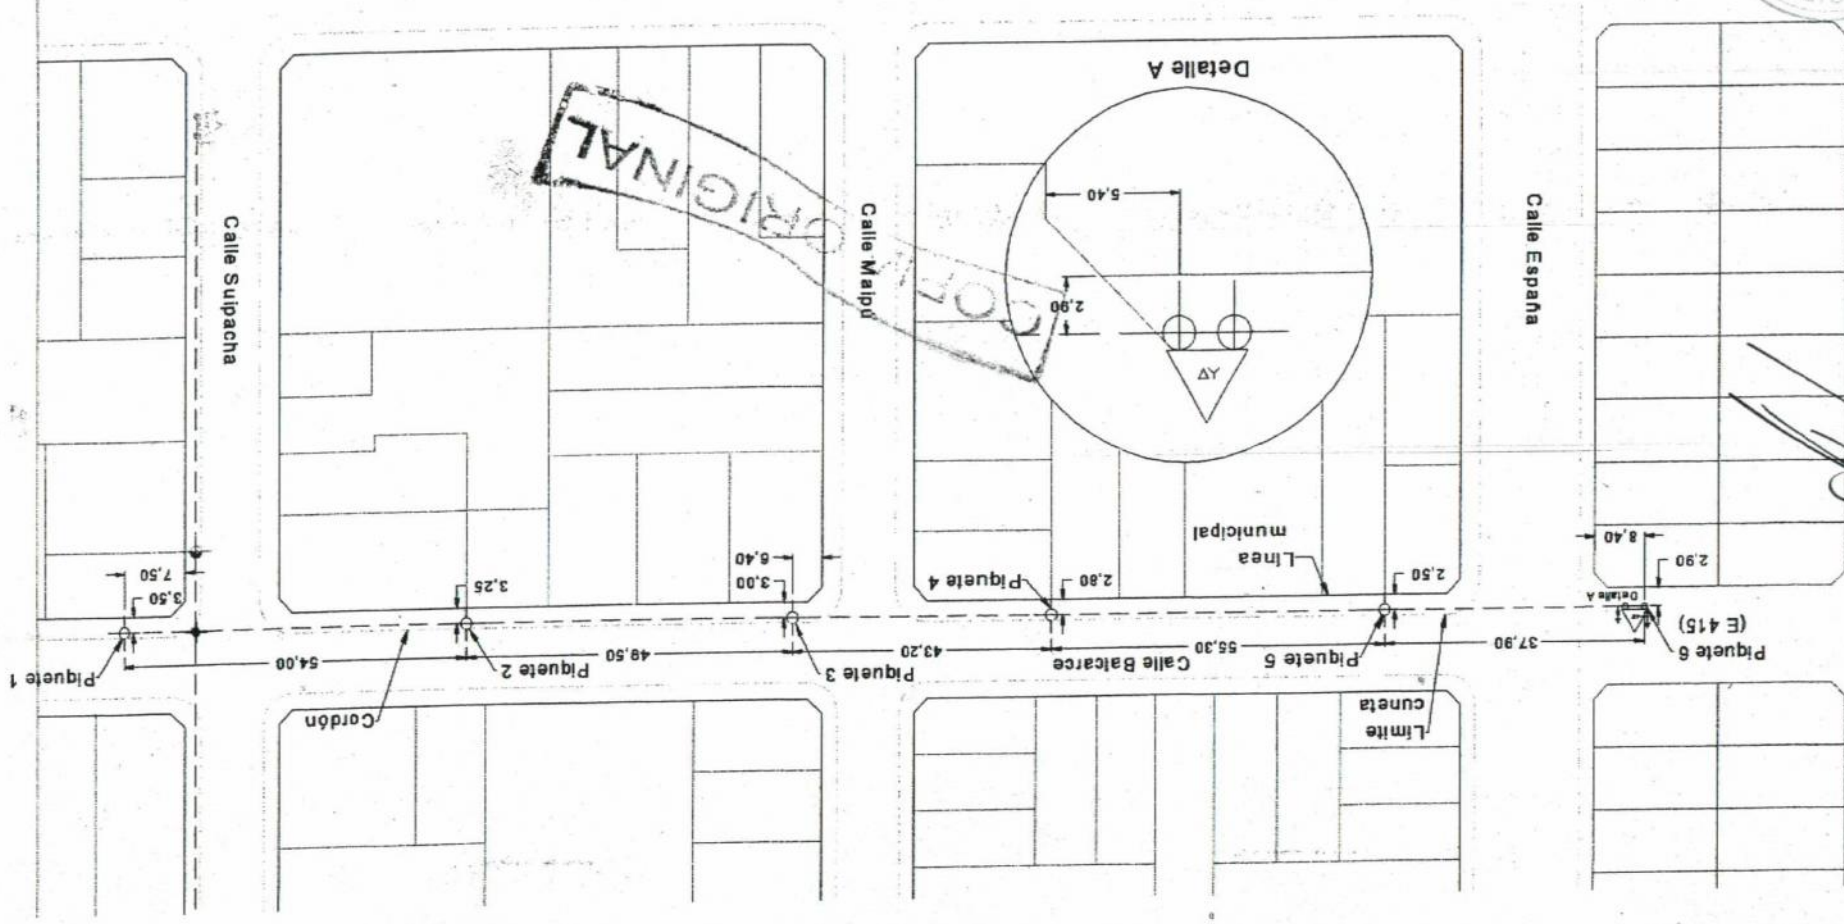 Detalle A
5,40
2,90
ΔY
COPIA ORIGINAL
Calle Suipacha
Calle Maipú
Calle España
Línea
municipal
7,50
3,50
3,25
6,40
3,00
Piquete 4
2,80
2,50
8,40
2,90
Detalle A
(E 415)
Piquete 6
Piquete 1
54,00
Piquete 2
49,50
Piquete 3
43,20
Calle Balcarce
55,30
Piquete 5
37,90
Cordón
Límite
cuneta